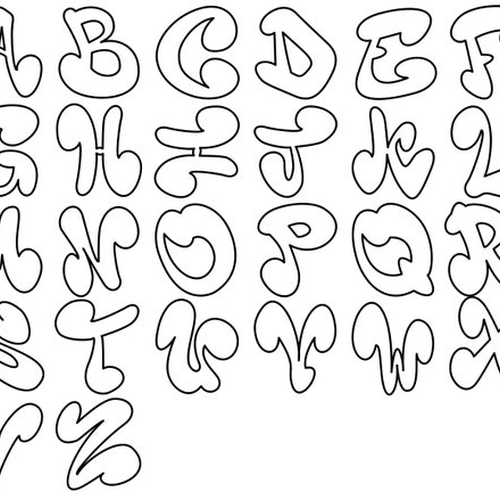 A B C D E F
G H I J K L
M N O P Q R
S T U V W X
Y Z